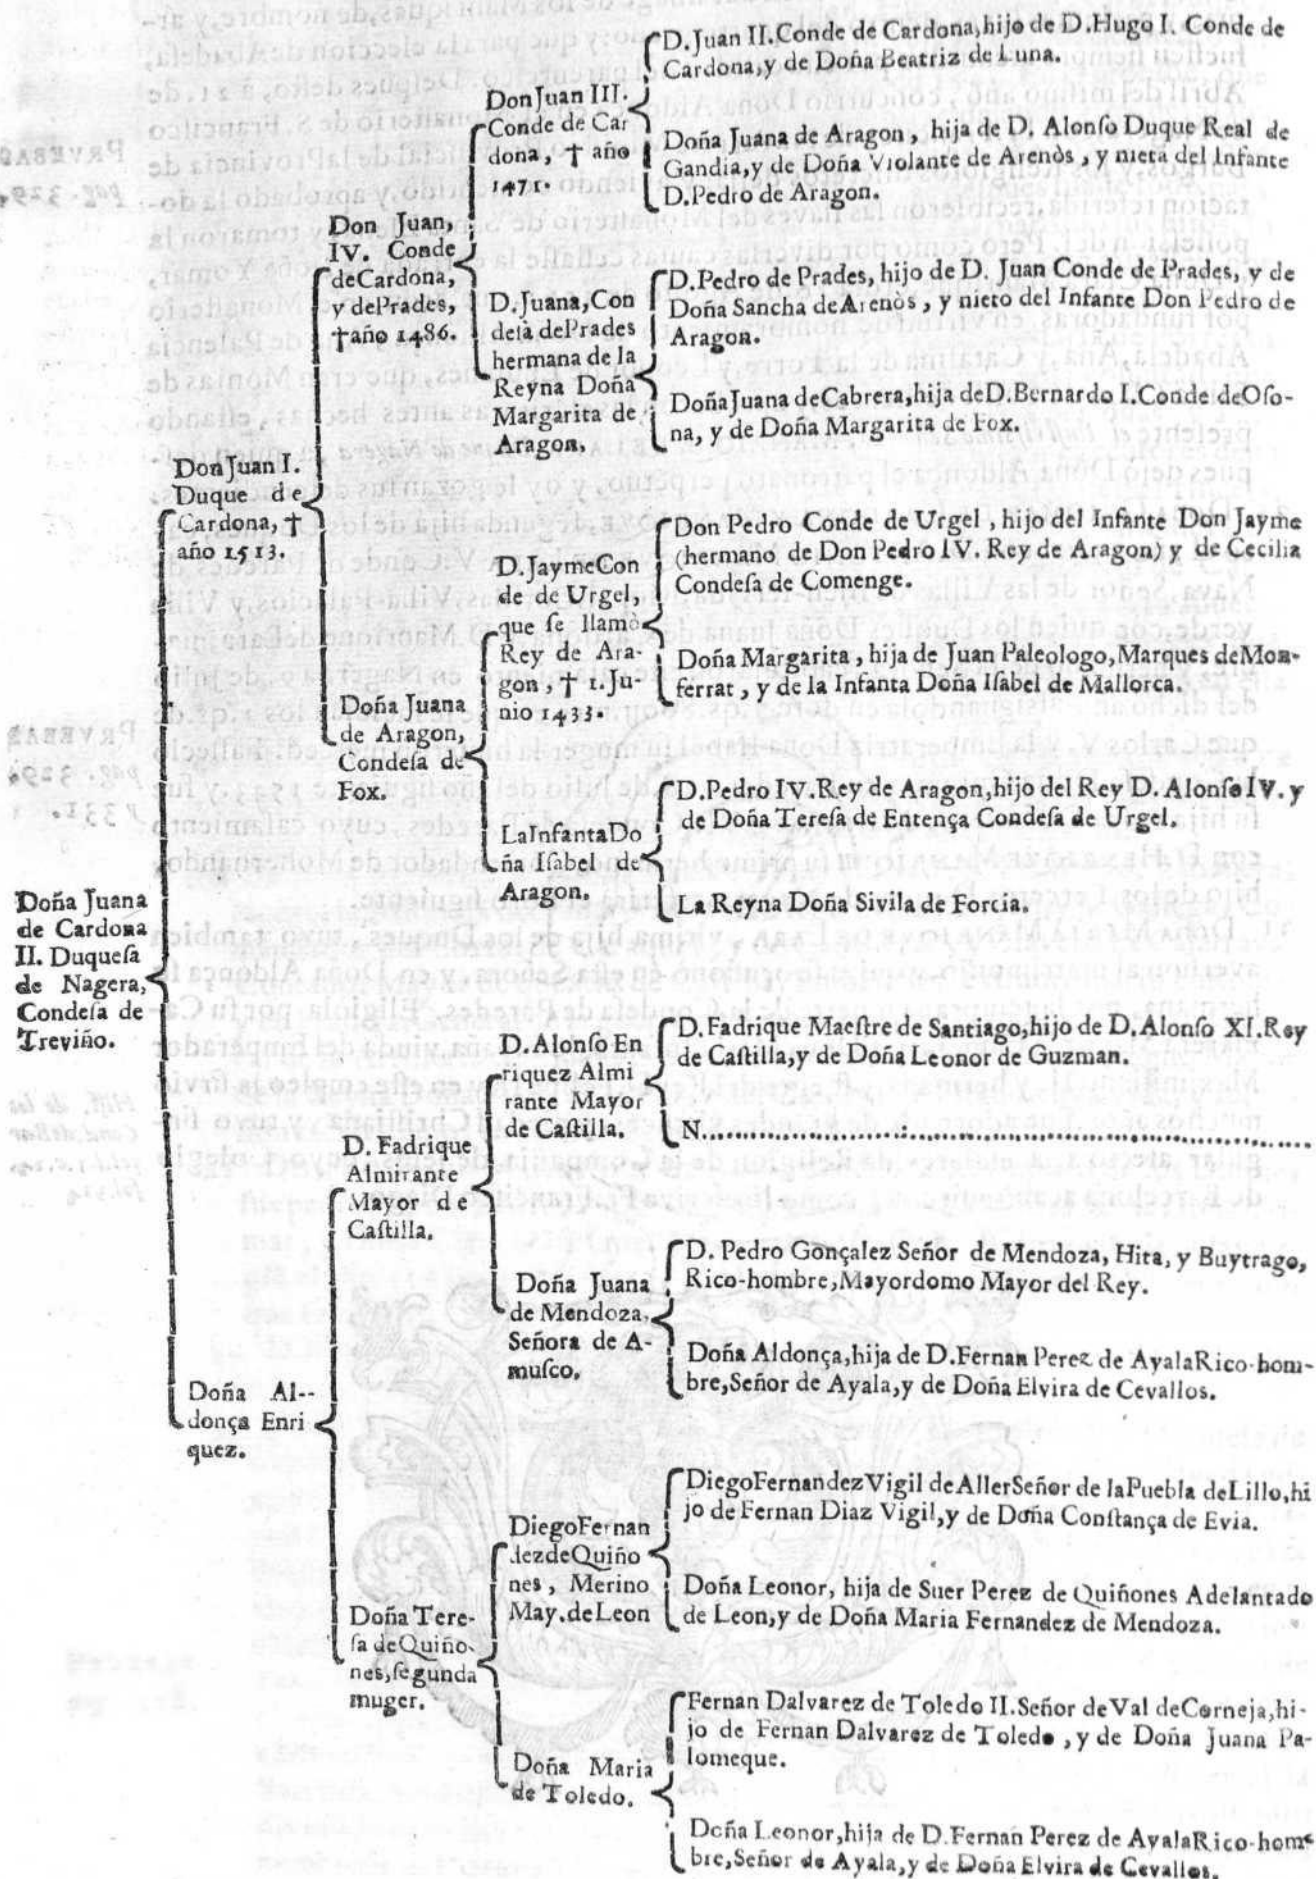 D. Juan II. Conde de Cardona, hijo de D. Hugo I. Conde de
Cardona, y de Doña Beatriz de Luna.
Don Juan III.
Conde de Car
dona, † año
1471.
Doña Juana de Aragon, hija de D. Alonſo Duque Real de
Gandia, y de Doña Violante de Arenòs, y nieta del Infante
D. Pedro de Aragon.
Don Juan,
IV. Conde
de Cardona,
y de Prades,
† año 1486.
D. Juana, Con
deſa de Prades
hermana de la
Reyna Doña
Margarita de
Aragon.
D. Pedro de Prades, hijo de D. Juan Conde de Prades, y de
Doña Sancha de Arenòs, y nieto del Infante Don Pedro de
Aragon.
Doña Juana de Cabrera, hija de D. Bernardo I. Conde de Oſo-
na, y de Doña Margarita de Fox.
Don Juan I.
Duque de
Cardona, †
año 1513.
D. Jayme Con
de de Urgel,
que ſe llamò
Rey de Ara-
gon, † 1. Ju-
nio 1433.
Don Pedro Conde de Urgel, hijo del Infante Don Jayme
(hermano de Don Pedro IV. Rey de Aragon) y de Cecilia
Condeſa de Comenge.
Doña Margarita, hija de Juan Paleologo, Marques de Mon-
ferrat, y de la Infanta Doña Iſabel de Mallorca.
Doña Juana
de Aragon,
Condeſa de
Fox.
La Infanta Do
ña Iſabel de
Aragon.
D. Pedro IV. Rey de Aragon, hijo del Rey D. Alonſo IV. y
de Doña Tereſa de Entença Condeſa de Urgel.
La Reyna Doña Sivila de Forcia.
Doña Juana
de Cardona
II. Duqueſa
de Nagera,
Condeſa de
Treviño.
D. Alonſo En
riquez Almi
rante Mayor
de Caſtilla.
D. Fadrique Maeſtre de Santiago, hijo de D. Alonſo XI. Rey
de Caſtilla, y de Doña Leonor de Guzman.
N.............................................
D. Fadrique
Almirante
Mayor de
Caſtilla.
Doña Juana
de Mendoza,
Señora de A-
muſco.
D. Pedro Gonçalez Señor de Mendoza, Hita, y Buytrago,
Rico-hombre, Mayordomo Mayor del Rey.
Doña Aldonça, hija de D. Fernan Perez de Ayala Rico-hom-
bre, Señor de Ayala, y de Doña Elvira de Cevallos.
Doña Al--
donça Enri
quez.
Diego Fernan
dez de Quiño
nes, Merino
May. de Leon
Diego Fernandez Vigil de Aller Señor de la Puebla de Lillo, hi
jo de Fernan Diaz Vigil, y de Doña Conſtança de Evia.
Doña Leonor, hija de Suer Perez de Quiñones Adelantado
de Leon, y de Doña Maria Fernandez de Mendoza.
Doña Tere-
ſa de Quiño-
nes, ſegunda
muger.
Doña Maria
de Toledo.
Fernan Dalvarez de Toledo II. Señor de Val de Corneja, hi-
jo de Fernan Dalvarez de Toledo, y de Doña Juana Pa-
lomeque.
Doña Leonor, hija de D. Fernan Perez de Ayala Rico-hom-
bre, Señor de Ayala, y de Doña Elvira de Cevallos.